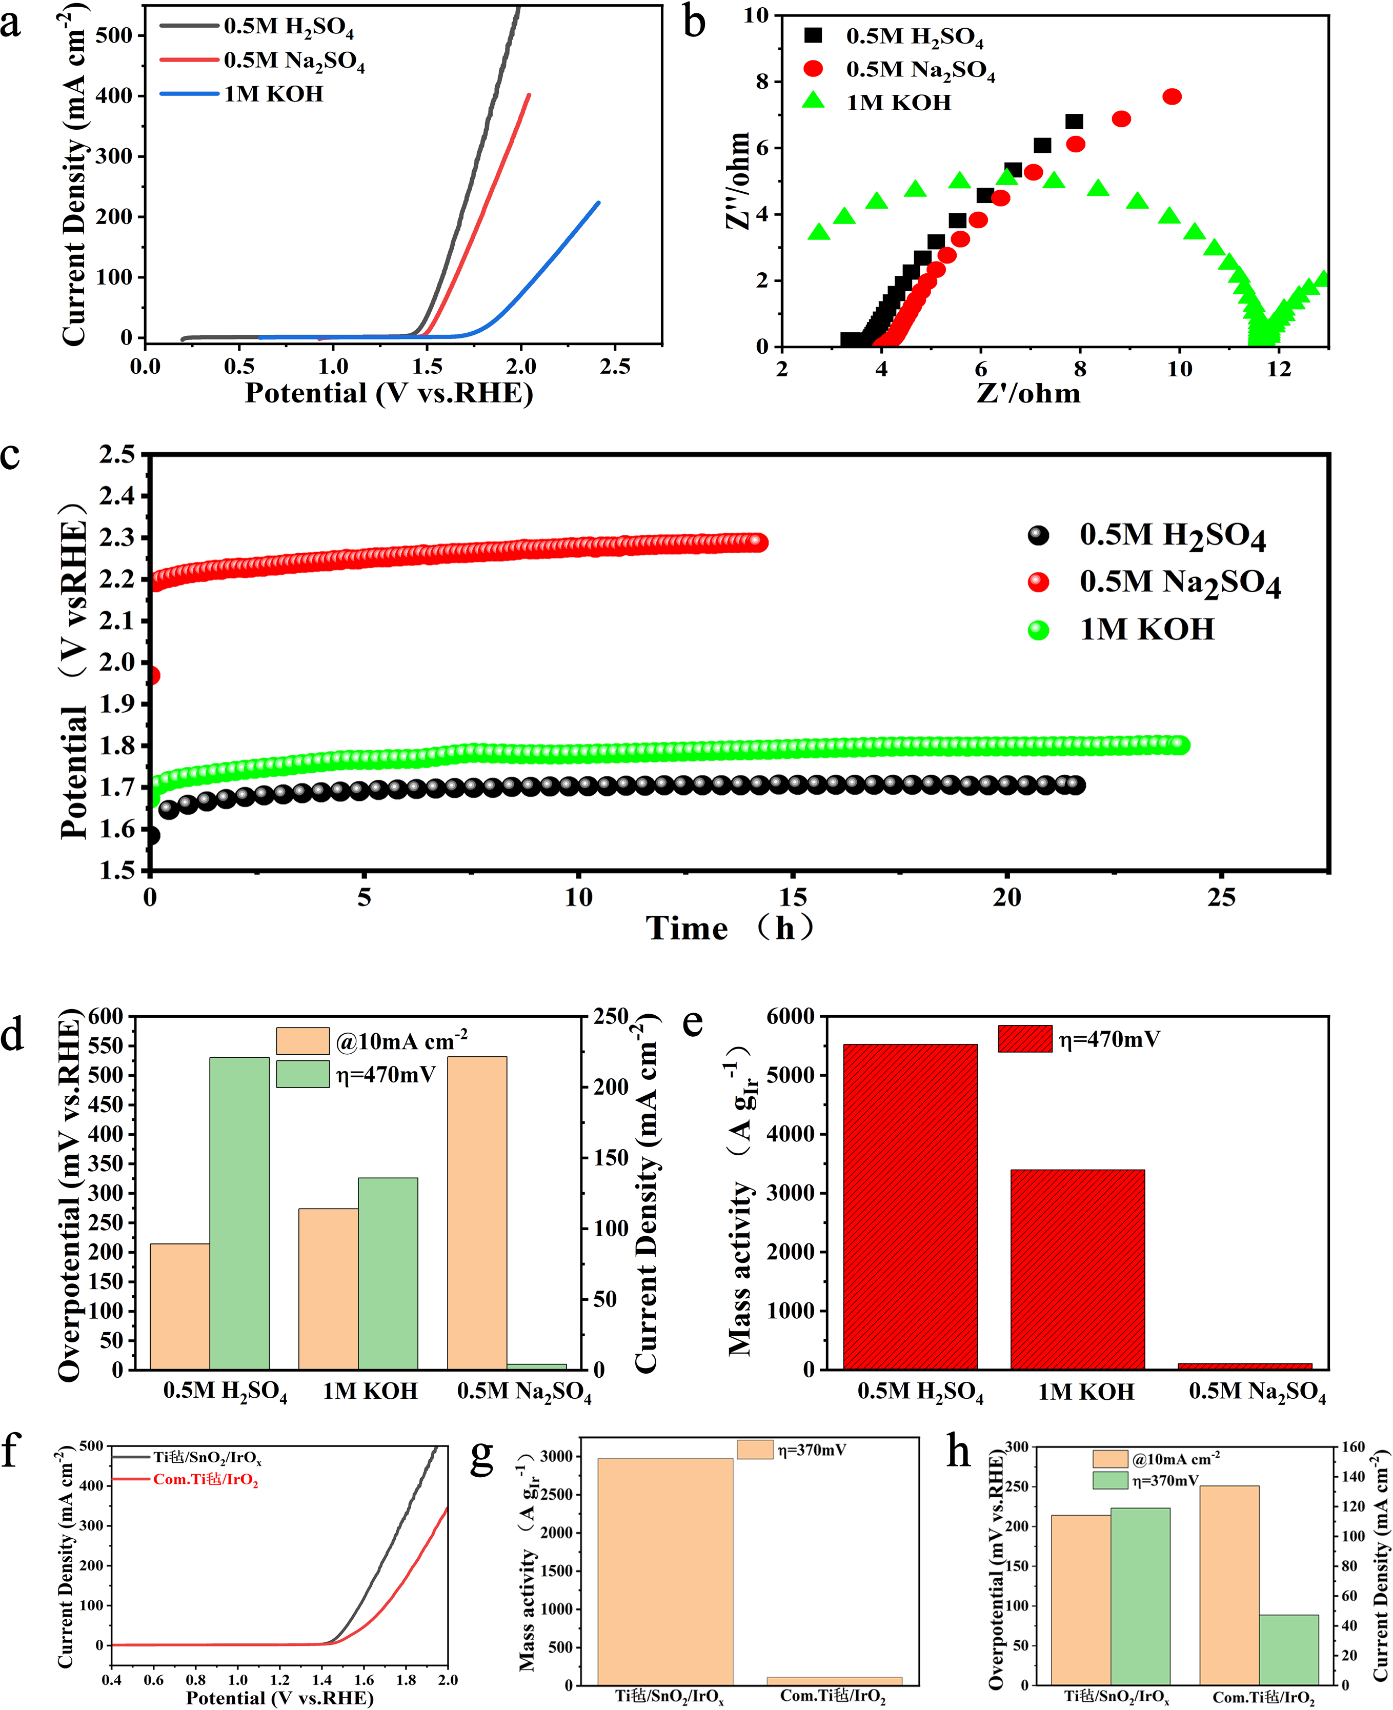 a
550
500
400
300
200
100
0
Current Density (mA cm⁻²)
0.5M H₂SO₄
0.5M Na₂SO₄
1M KOH
0.0 0.5 1.0 1.5 2.0 2.5
Potential (V vs.RHE)
b
10
8
6
4
2
0
Z''/ohm
0.5M H₂SO₄
0.5M Na₂SO₄
1M KOH
2 4 6 8 10 12
Z'/ohm
c
2.5
2.4
2.3
2.2
2.1
2.0
1.9
1.8
1.7
1.6
1.5
Potential （V vsRHE）
0.5M H₂SO₄
0.5M Na₂SO₄
1M KOH
0 5 10 15 20 25
Time （h）
d
600
550
500
450
400
350
300
250
200
150
100
50
0
Overpotential (mV vs.RHE)
@10mA cm⁻²
η=470mV
250
200
150
100
50
0
Current Density (mA cm⁻²)
0.5M H₂SO₄ 1M KOH 0.5M Na₂SO₄
e
6000
5000
4000
3000
2000
1000
0
Mass activity （A gIr⁻¹）
η=470mV
0.5M H₂SO₄ 1M KOH 0.5M Na₂SO₄
f
500
400
300
200
100
0
Current Density (mA cm⁻²)
Ti毡/SnO₂/IrOₓ
Com.Ti毡/IrO₂
0.4 0.6 0.8 1.0 1.2 1.4 1.6 1.8 2.0
Potential (V vs.RHE)
g
3000
2500
2000
1500
1000
500
0
Mass activity （A gIr⁻¹）
η=370mV
Ti毡/SnO₂/IrOₓ Com.Ti毡/IrO₂
h
300
250
200
150
100
50
0
Overpotential (mV vs.RHE)
@10mA cm⁻²
η=370mV
160
140
120
100
80
60
40
20
0
Current Density (mA cm⁻²)
Ti毡/SnO₂/IrOₓ Com.Ti毡/IrO₂